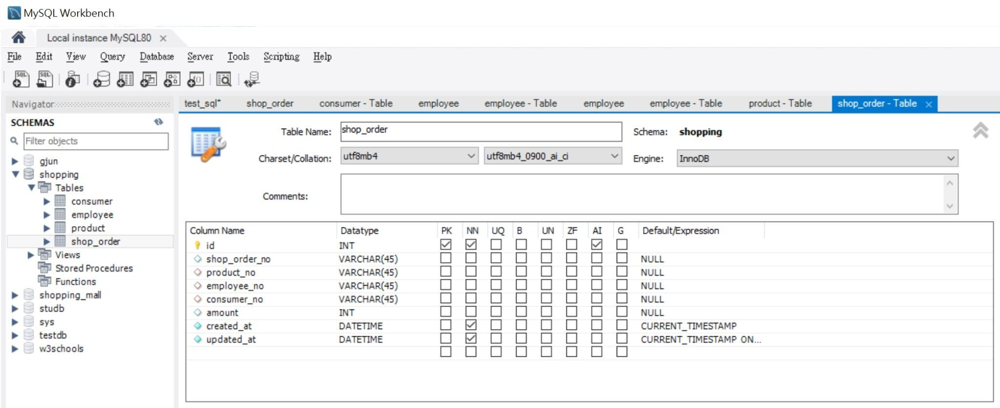 MySQL Workbench
Local instance MySQL80
File Edit View Query Database Server Tools Scripting Help
Navigator
SCHEMAS
Filter objects
gjun
shopping
Tables
consumer
employee
product
shop_order
Views
Stored Procedures
Functions
shopping_mall
studb
sys
testdb
w3schools
test_sql* shop_order consumer - Table employee employee - Table employee employee - Table product - Table shop_order - Table
Table Name: shop_order Schema: shopping
Charset/Collation: utf8mb4 utf8mb4_0900_ai_ci Engine: InnoDB
Comments:
Column Name Datatype PK NN UQ B UN ZF AI G Default/Expression
id INT
shop_order_no VARCHAR(45) NULL
product_no VARCHAR(45) NULL
employee_no VARCHAR(45) NULL
consumer_no VARCHAR(45) NULL
amount INT NULL
created_at DATETIME CURRENT_TIMESTAMP
updated_at DATETIME CURRENT_TIMESTAMP ON...